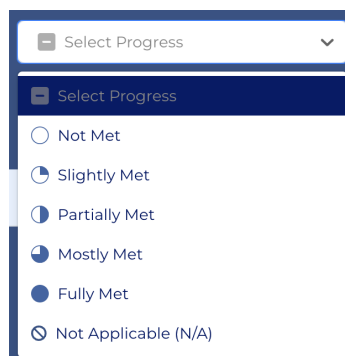 Select Progress
Select Progress
Not Met
Slightly Met
Partially Met
Mostly Met
Fully Met
Not Applicable (N/A)